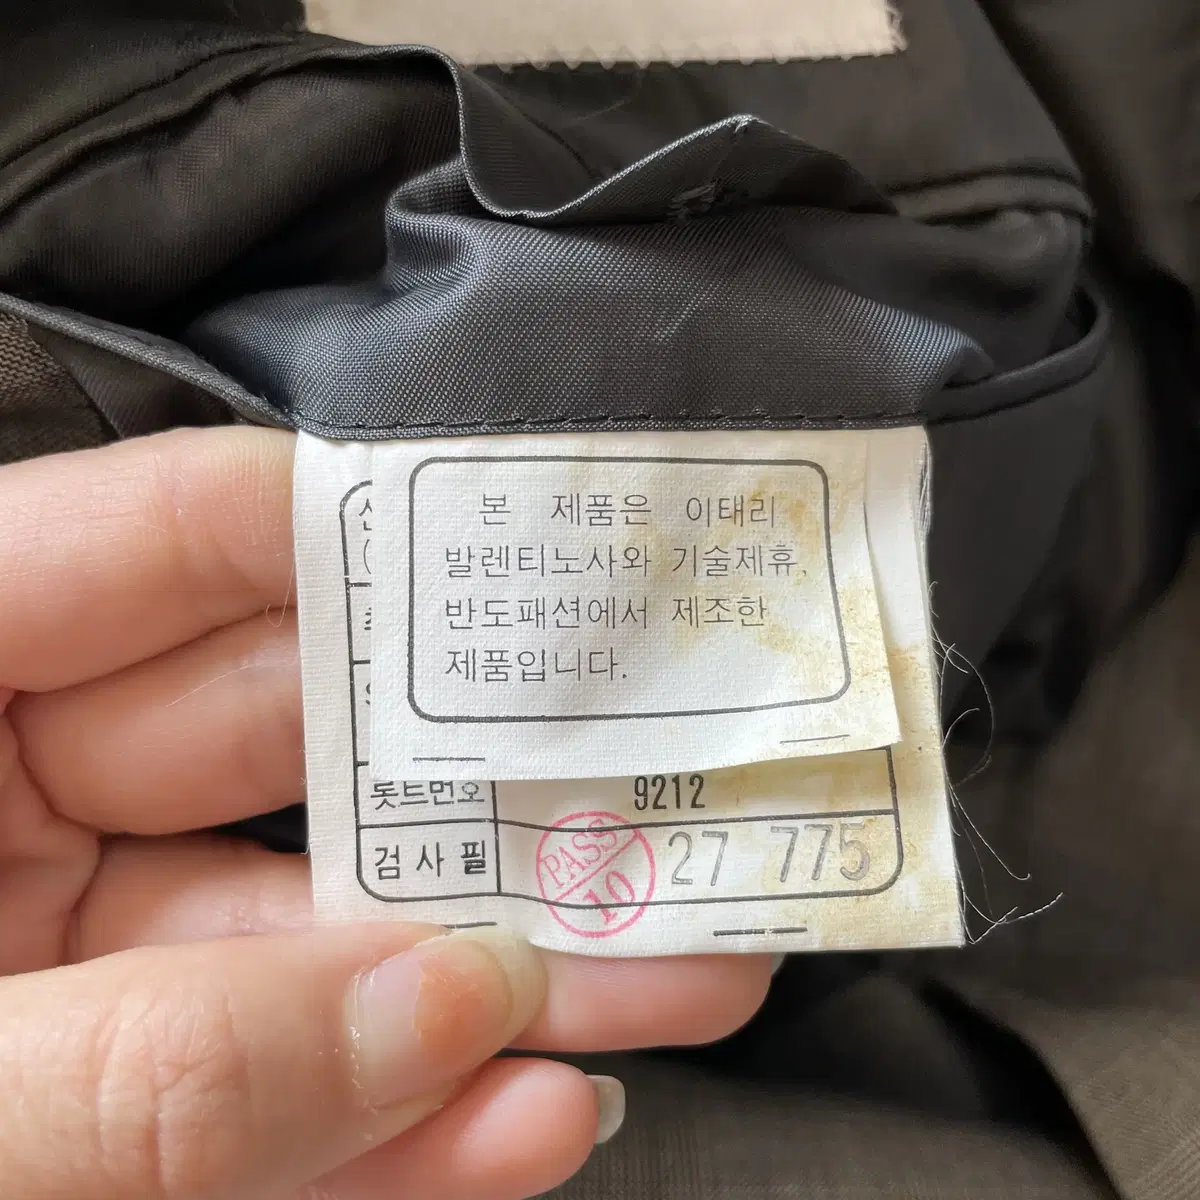 본 제품은 이태리
발렌티노사와 기술제휴,
반도패션에서 제조한
제품입니다.
롯트번호 9212
검사필 PASS 10 27 775